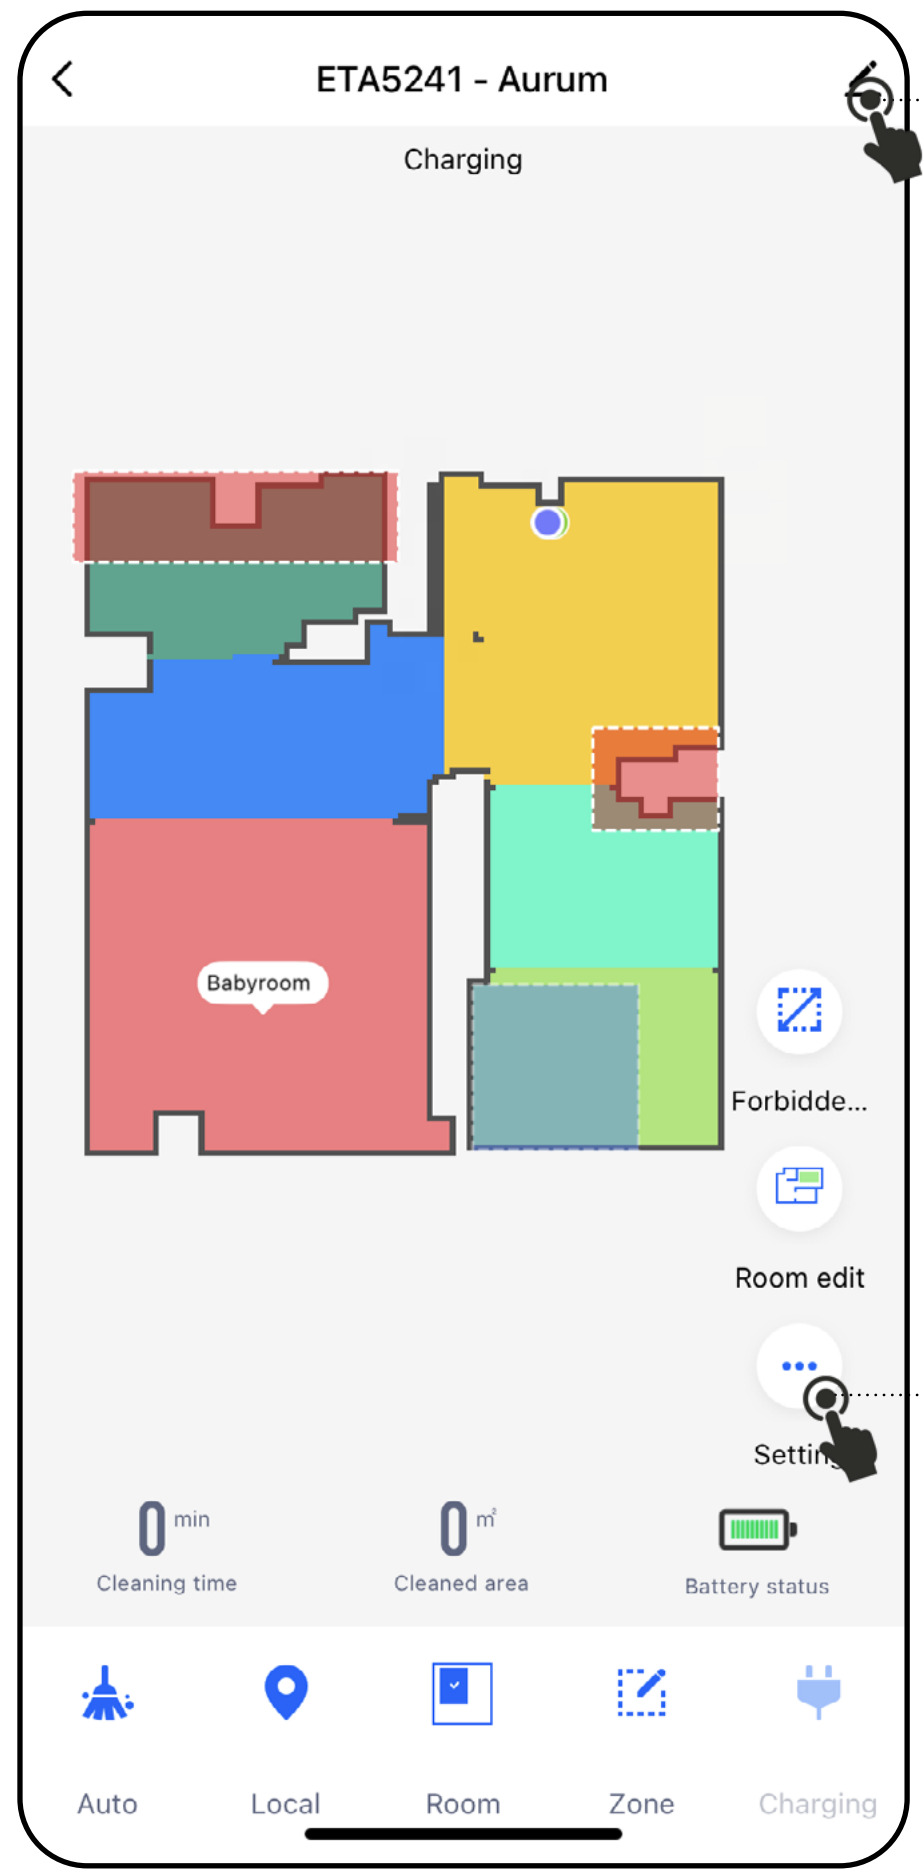 ETA5241 - Aurum
Charging
Babyroom
Forbidde...
Room edit
Setting
0 min
Cleaning time
0 m²
Cleaned area
Battery status
Auto
Local
Room
Zone
Charging